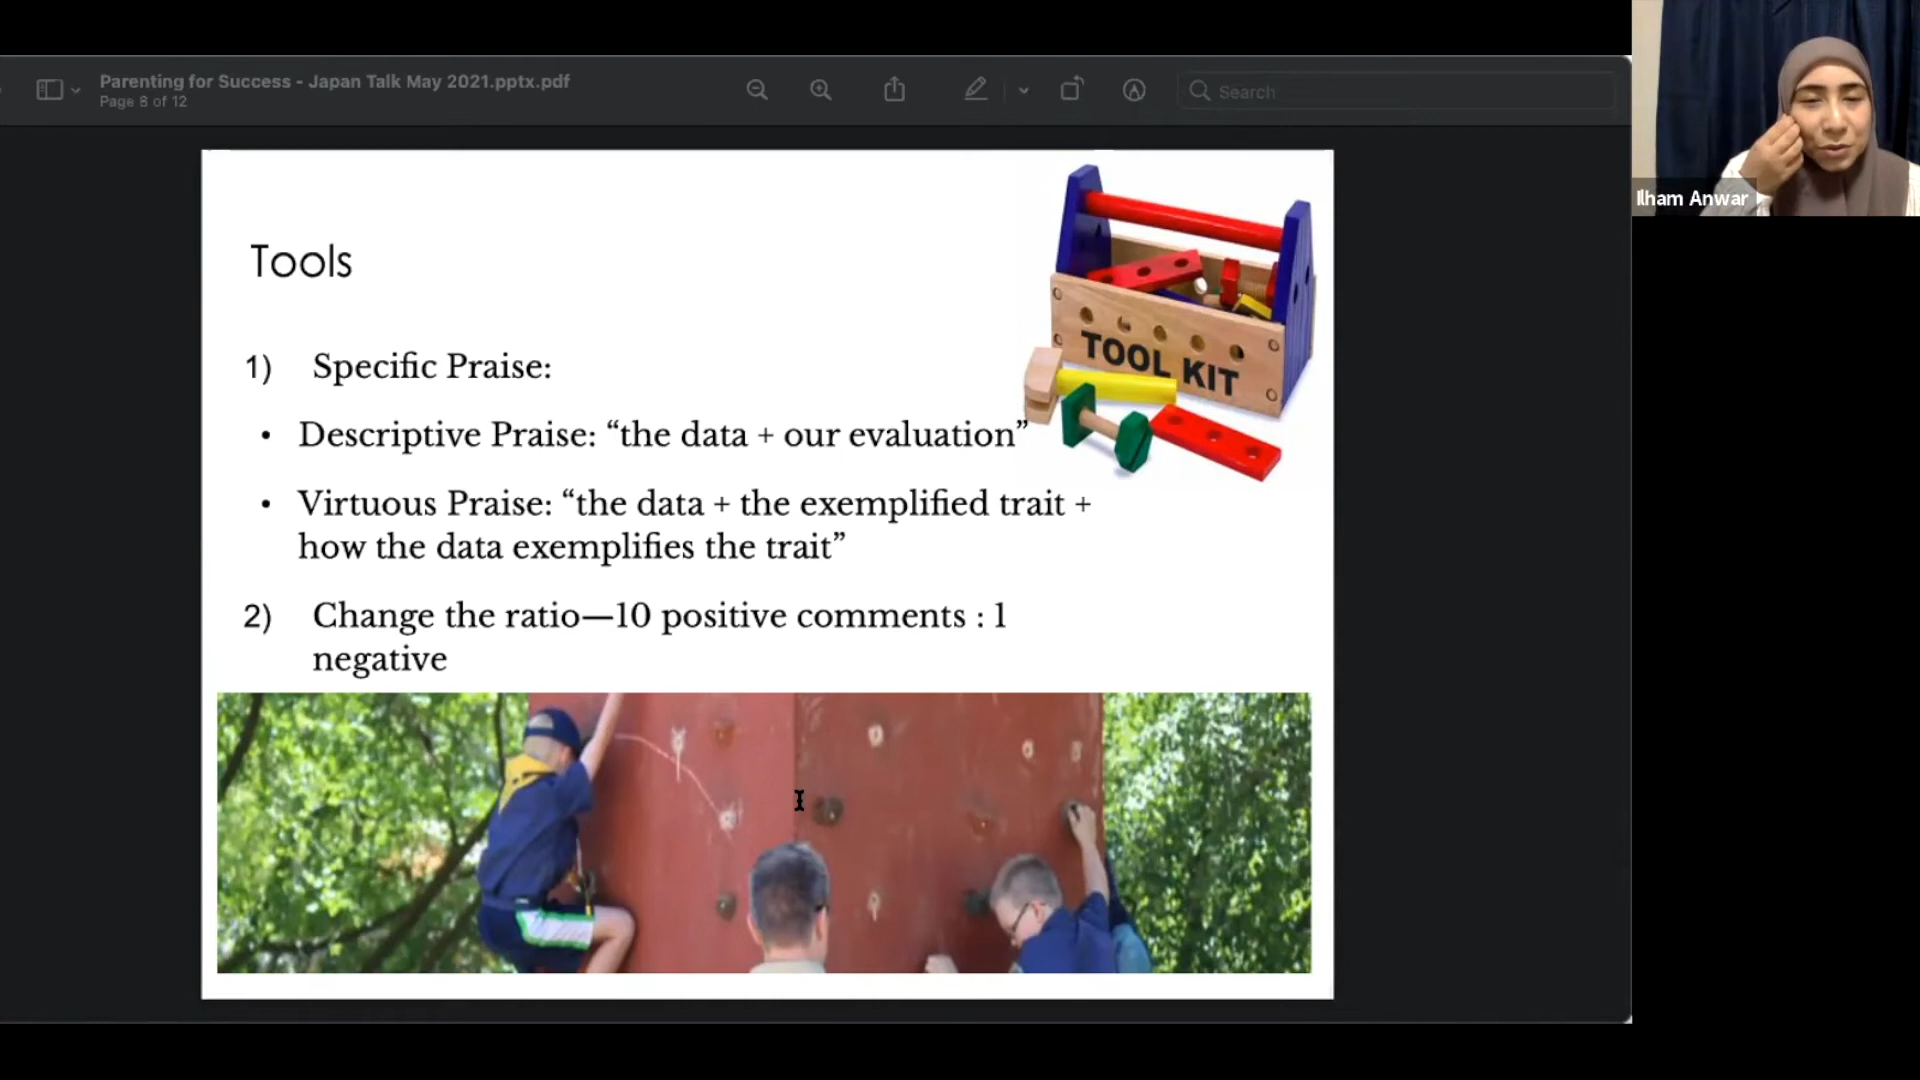 Parenting for Success - Japan Talk May 2021.pptx.pdf
Page 8 of 12
Search
Ilham Anwar
Tools
TOOL KIT
1) Specific Praise:
• Descriptive Praise: “the data + our evaluation”
• Virtuous Praise: “the data + the exemplified trait +
how the data exemplifies the trait”
2) Change the ratio—10 positive comments : 1
negative